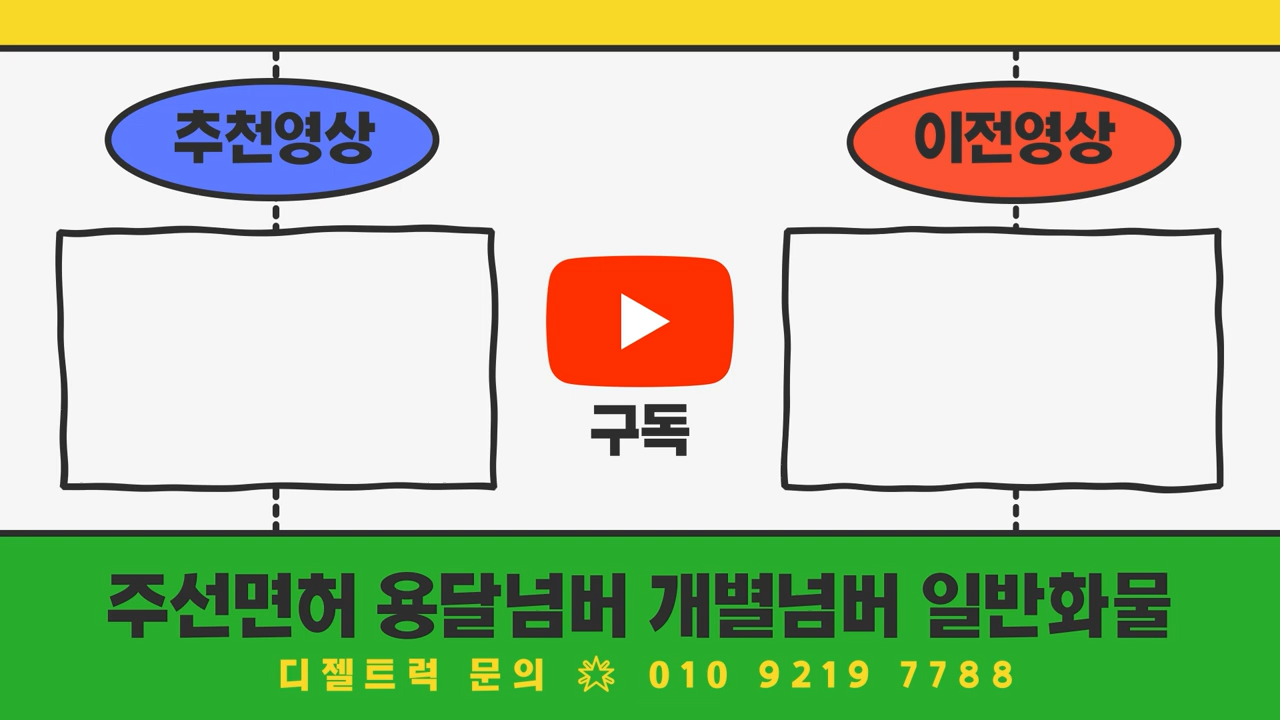 추천영상
이전영상
구독
주선면허 용달넘버 개별넘버 일반화물
디젤트럭 문의 010 9219 7788